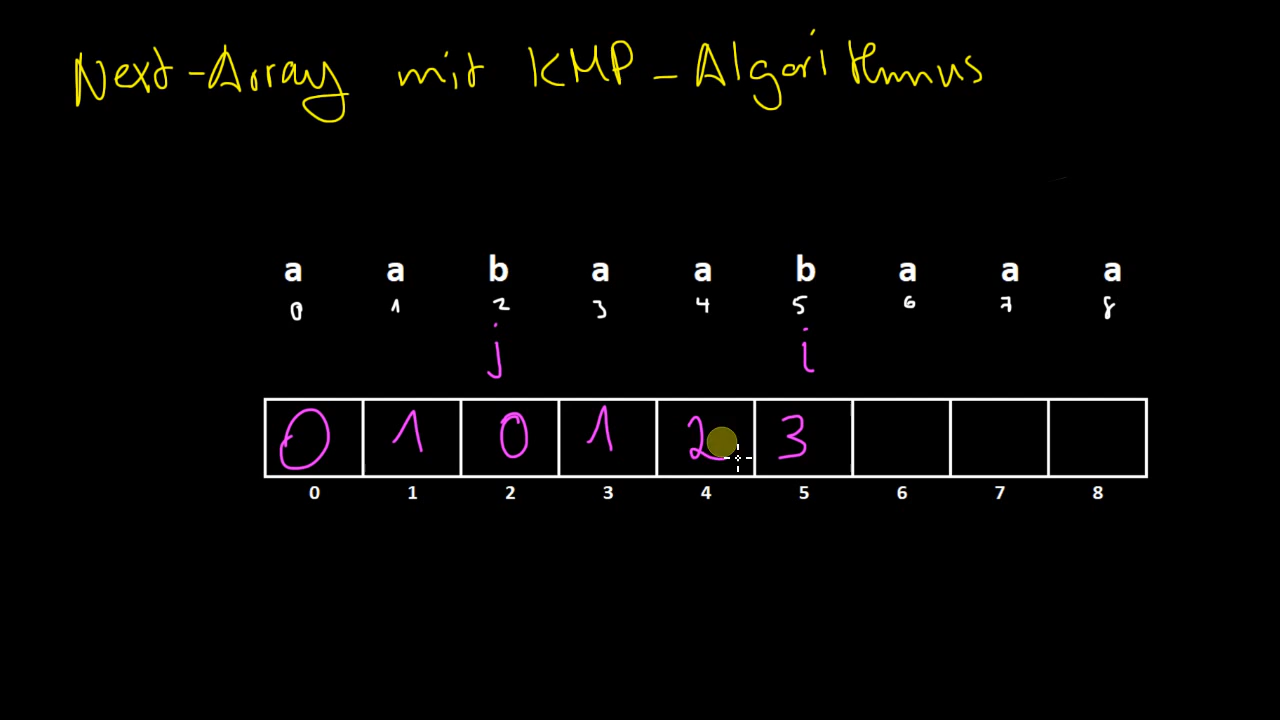 Next-Array mit KMP-Algorithmus
a a b a a b a a a
0 1 2 3 4 5 6 7 8
j i
0 1 0 1 2 3
0 1 2 3 4 5 6 7 8